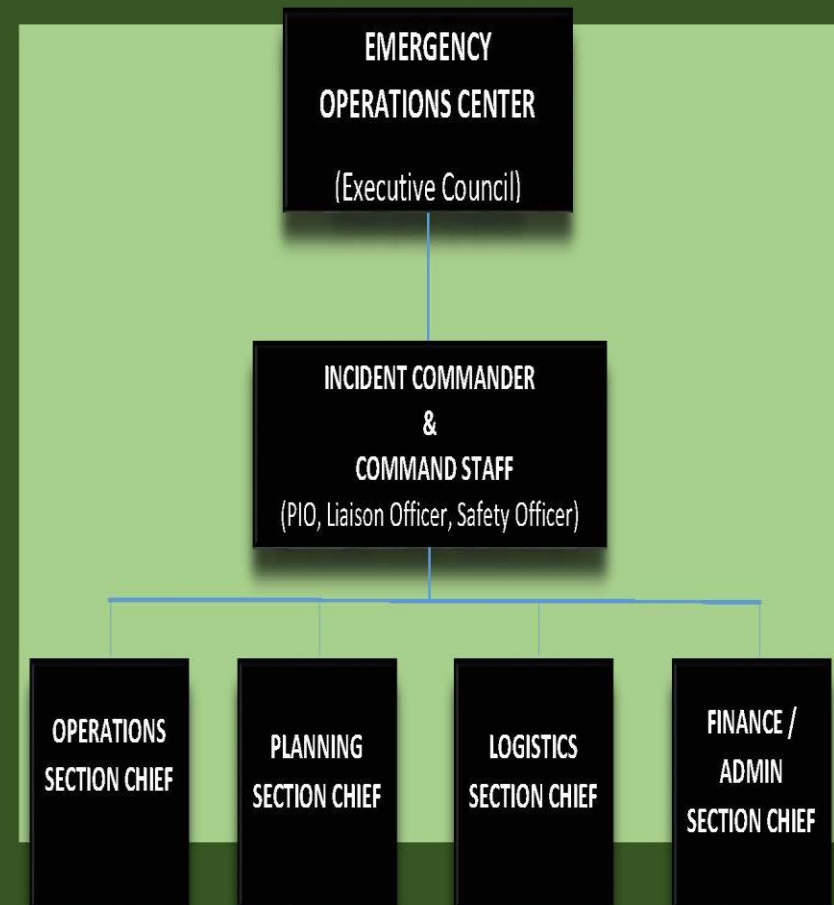 EMERGENCY
OPERATIONS CENTER
(Executive Council)
INCIDENT COMMANDER
&
COMMAND STAFF
(PIO, Liaison Officer, Safety Officer)
OPERATIONS
SECTION CHIEF
PLANNING
SECTION CHIEF
LOGISTICS
SECTION CHIEF
FINANCE /
ADMIN
SECTION CHIEF